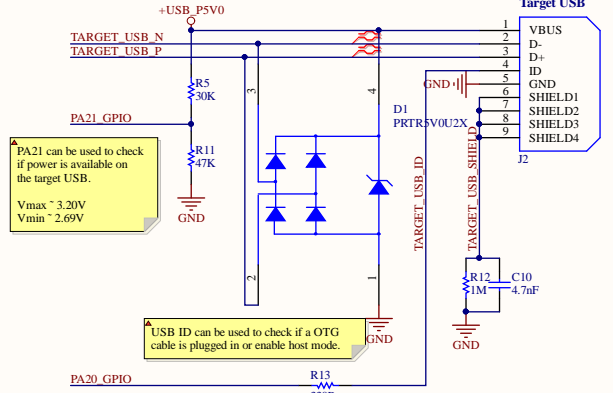 Target USB
+USB_P5V0
TARGET_USB_N
TARGET_USB_P
1 VBUS
2 D-
3 D+
4 ID
5 GND
6 SHIELD1
7 SHIELD2
8 SHIELD3
9 SHIELD4
J2
GND
R5
30K
3
4
D1
PRTR5V0U2X
PA21_GPIO
R11
47K
GND
PA21 can be used to check
if power is available on
the target USB.
Vmax ~ 3.20V
Vmin ~ 2.69V
TARGET_USB_ID
TARGET_USB_SHIELD
2
1
R12
1M
C10
4.7nF
GND
GND
USB ID can be used to check if a OTG
cable is plugged in or enable host mode.
PA20_GPIO
R13